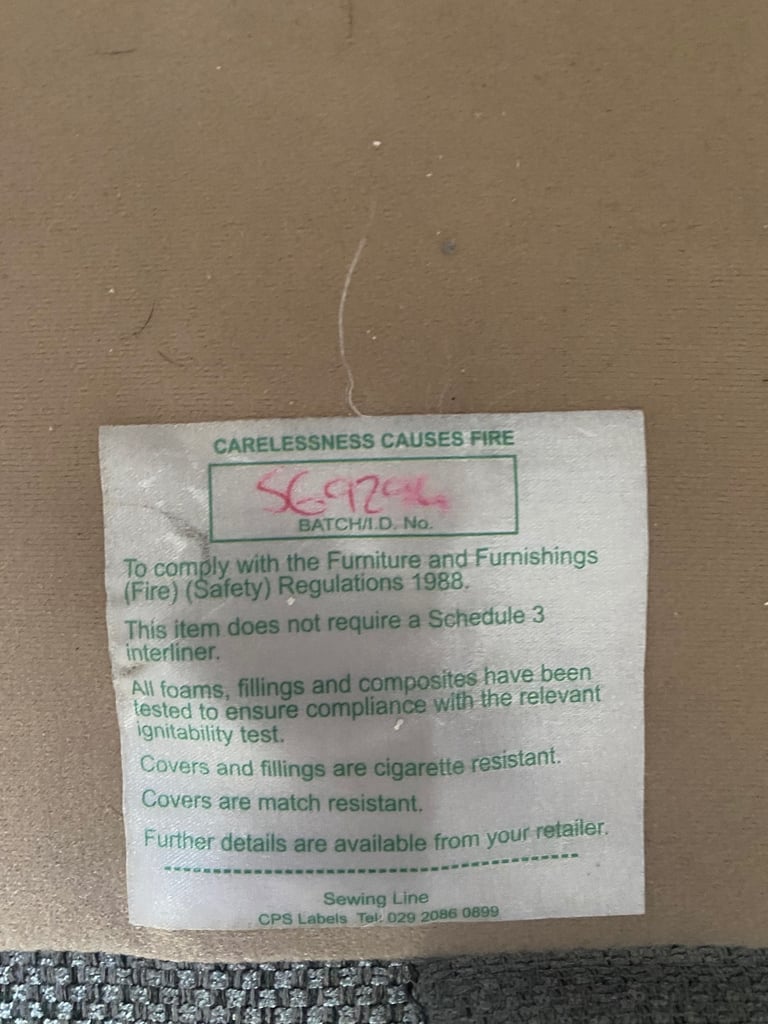 CARELESSNESS CAUSES FIRE
BATCH/I.D. No.
To comply with the Furniture and Furnishings
(Fire) (Safety) Regulations 1988.
This item does not require a Schedule 3
interliner.
All foams, fillings and composites have been
tested to ensure compliance with the relevant
ignitability test.
Covers and fillings are cigarette resistant.
Covers are match resistant.
Further details are available from your retailer.
Sewing Line
CPS Labels Tel: 029 2086 0899